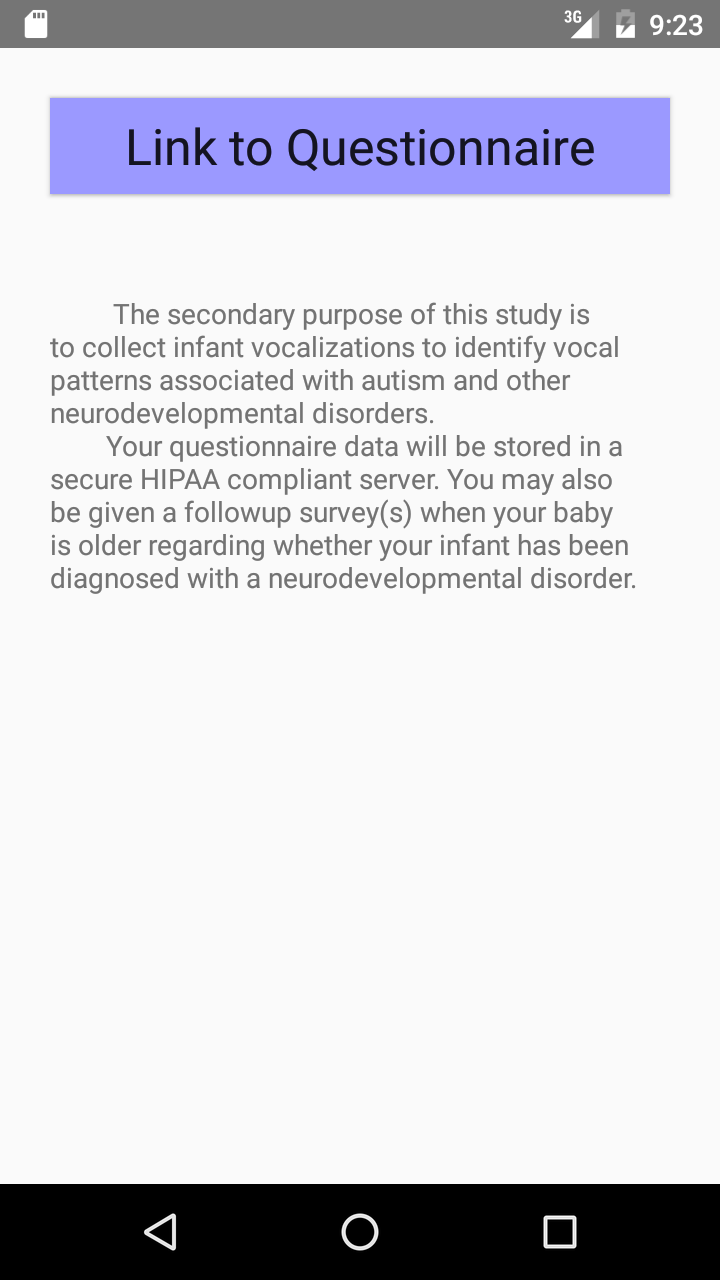 3G 9:23
Link to Questionnaire
The secondary purpose of this study is
to collect infant vocalizations to identify vocal
patterns associated with autism and other
neurodevelopmental disorders.
Your questionnaire data will be stored in a
secure HIPAA compliant server. You may also
be given a followup survey(s) when your baby
is older regarding whether your infant has been
diagnosed with a neurodevelopmental disorder.